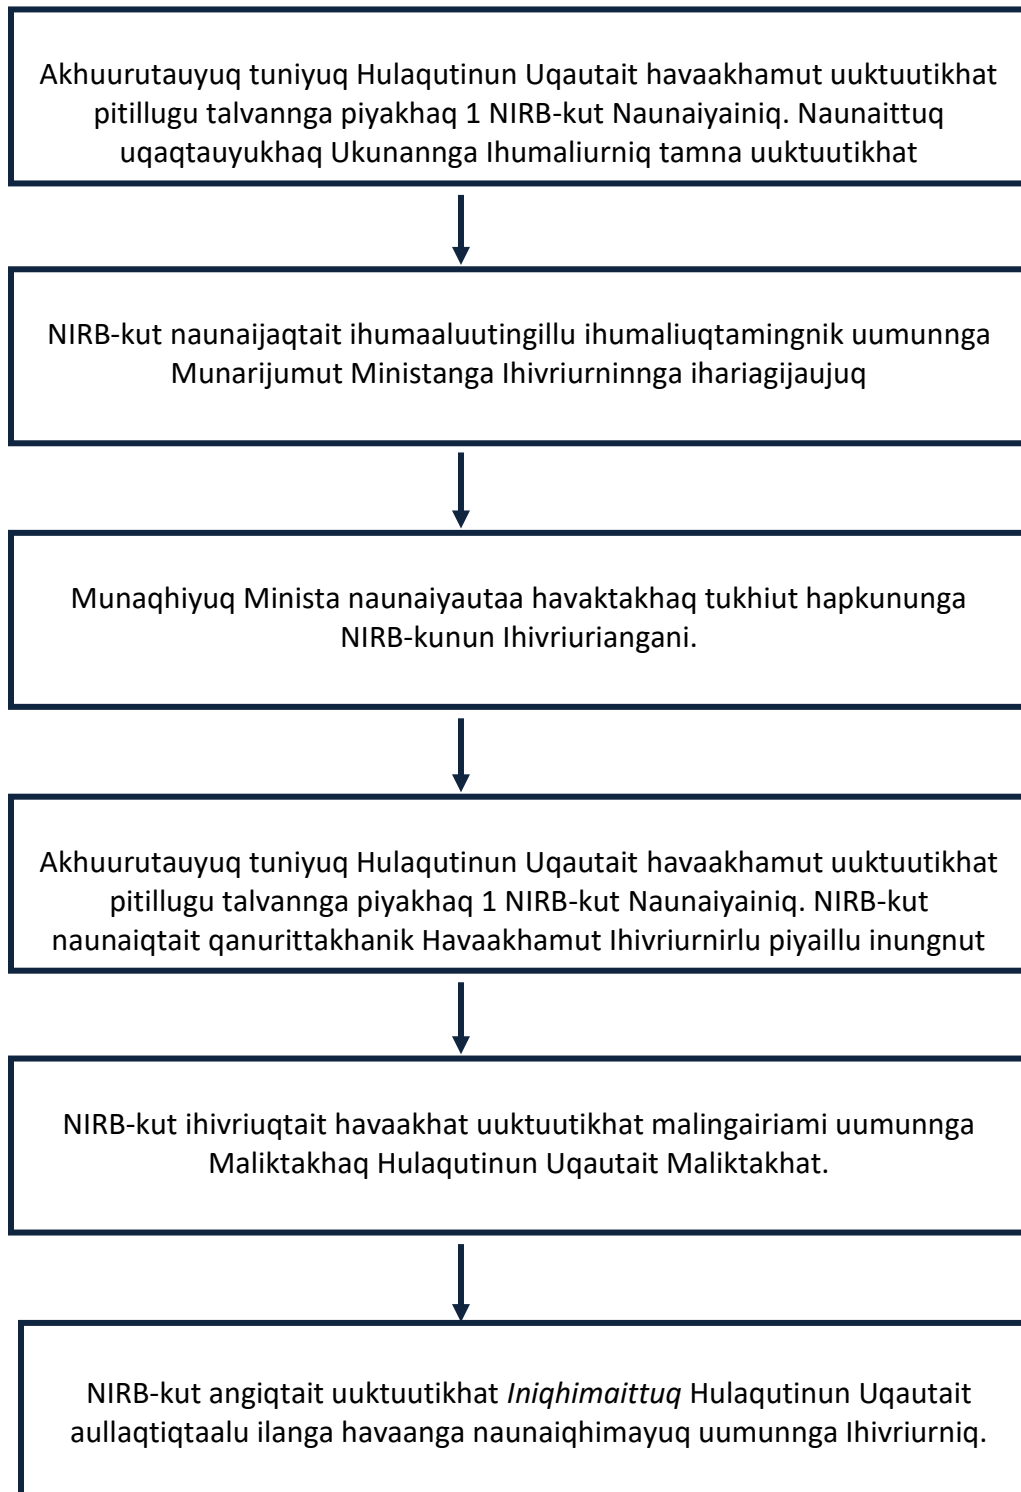 Akhuurutauyuq tuniyuq Hulaqutinun Uqautait havaakhamut uuktuutikhat
pitillugu talvannga piyakhaq 1 NIRB-kut Naunaiyainiq. Naunaittuq
uqaqtauyukhaq Ukunannga Ihumaliurniq tamna uuktuutikhat
NIRB-kut naunaijaqtait ihumaaluutingillu ihumaliuqtamingnik uumunnga
Munarijumut Ministanga Ihivriurninnga ihariagijaujuq
Munaqhiyuq Minista naunaiyautaa havaktakhaq tukhiut hapkununga
NIRB-kunun Ihivriuriangani.
Akhuurutauyuq tuniyuq Hulaqutinun Uqautait havaakhamut uuktuutikhat
pitillugu talvannga piyakhaq 1 NIRB-kut Naunaiyainiq. NIRB-kut
naunaiqtait qanurittakhanik Havaakhamut Ihivriurnirlu piyaillu inungnut
NIRB-kut ihivriuqtait havaakhat uuktuutikhat malingairiami uumunnga
Maliktakhaq Hulaqutinun Uqautait Maliktakhat.
NIRB-kut angiqtait uuktuutikhat Iniqhimaittuq Hulaqutinun Uqautait
aullaqtiqtaalu ilanga havaanga naunaiqhimayuq uumunnga Ihivriurniq.